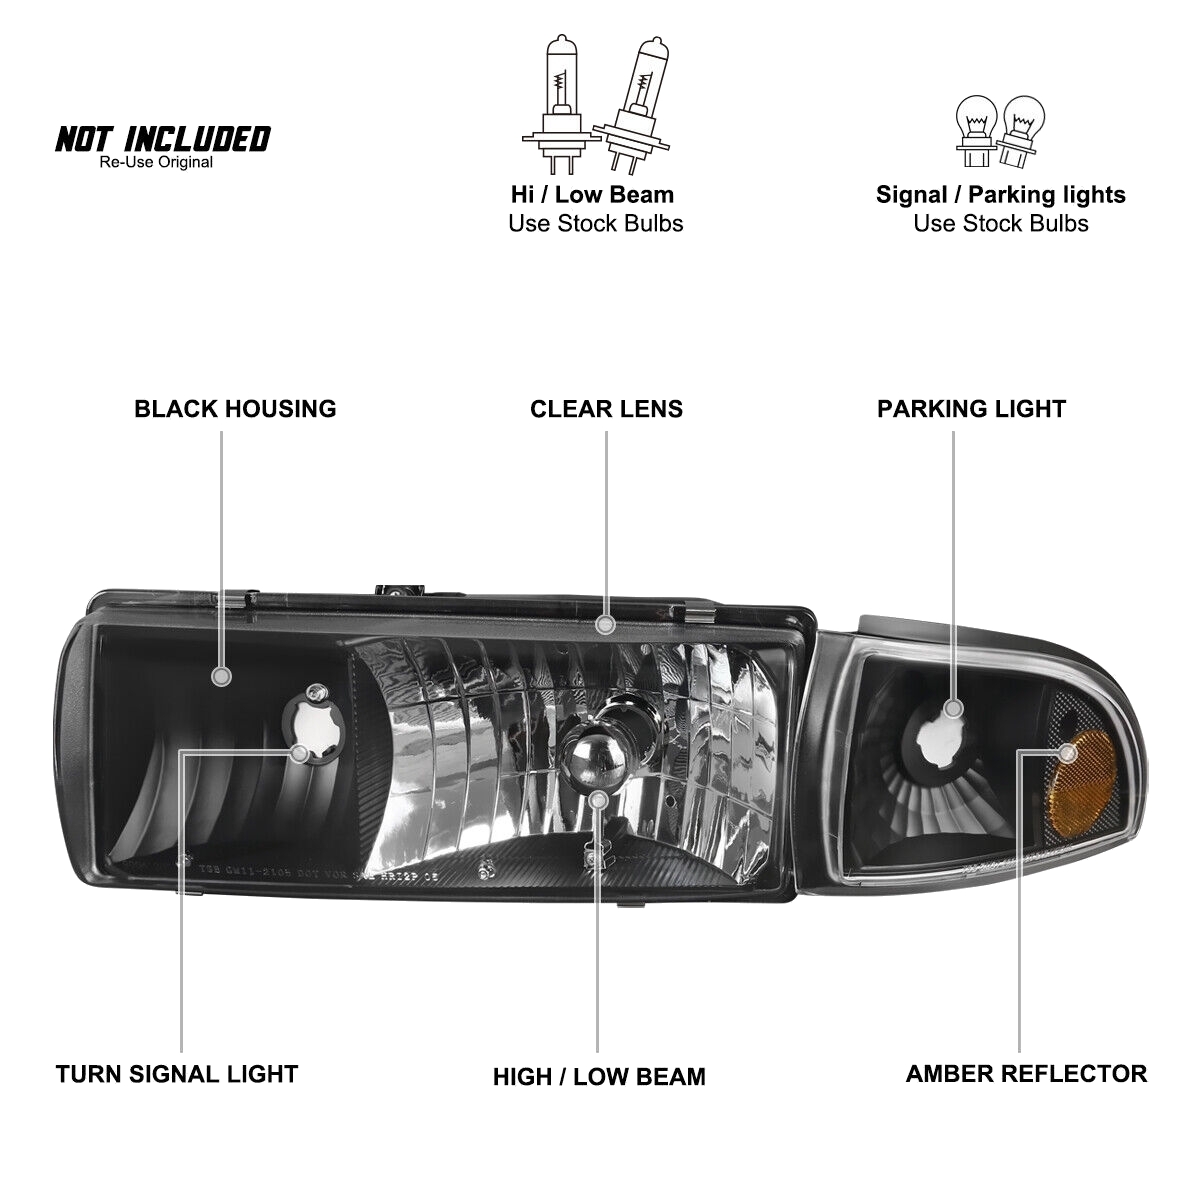 NOT INCLUDED
Re-Use Original
Hi / Low Beam
Use Stock Bulbs
Signal / Parking lights
Use Stock Bulbs
BLACK HOUSING
CLEAR LENS
PARKING LIGHT
DOT
TURN SIGNAL LIGHT
HIGH / LOW BEAM
AMBER REFLECTOR